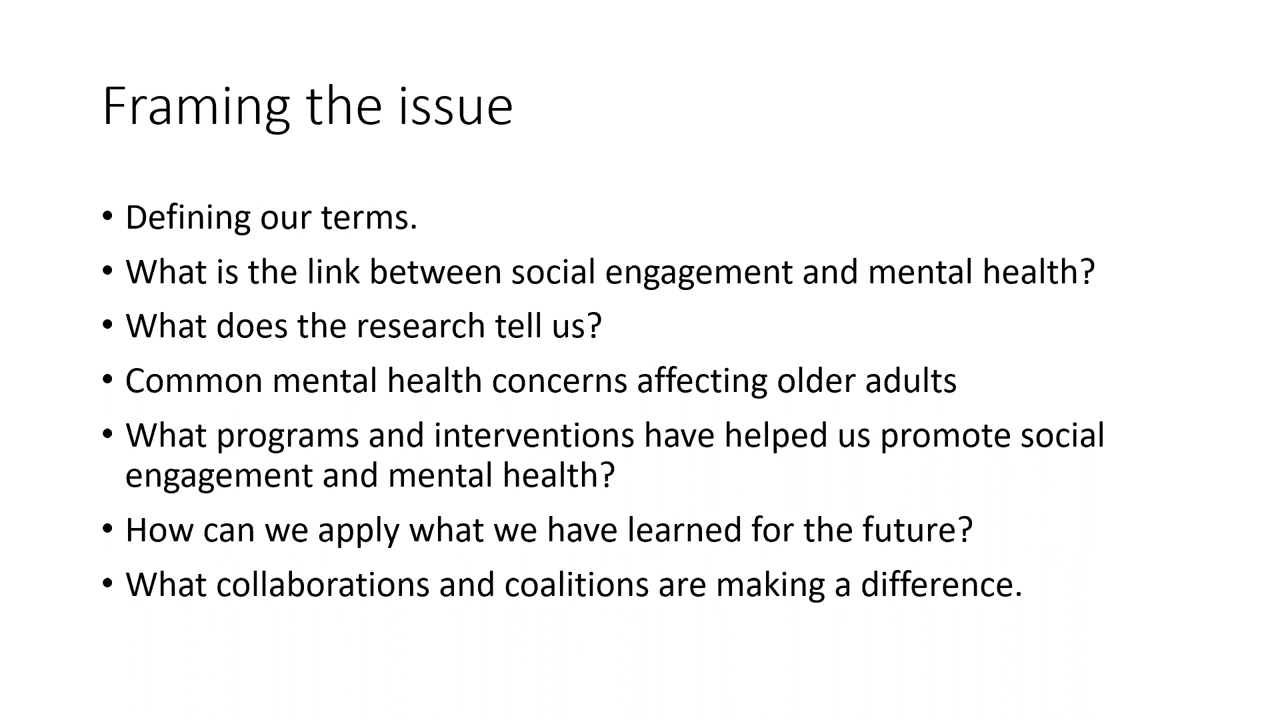 Framing the issue
• Defining our terms.
• What is the link between social engagement and mental health?
• What does the research tell us?
• Common mental health concerns affecting older adults
• What programs and interventions have helped us promote social
engagement and mental health?
• How can we apply what we have learned for the future?
• What collaborations and coalitions are making a difference.